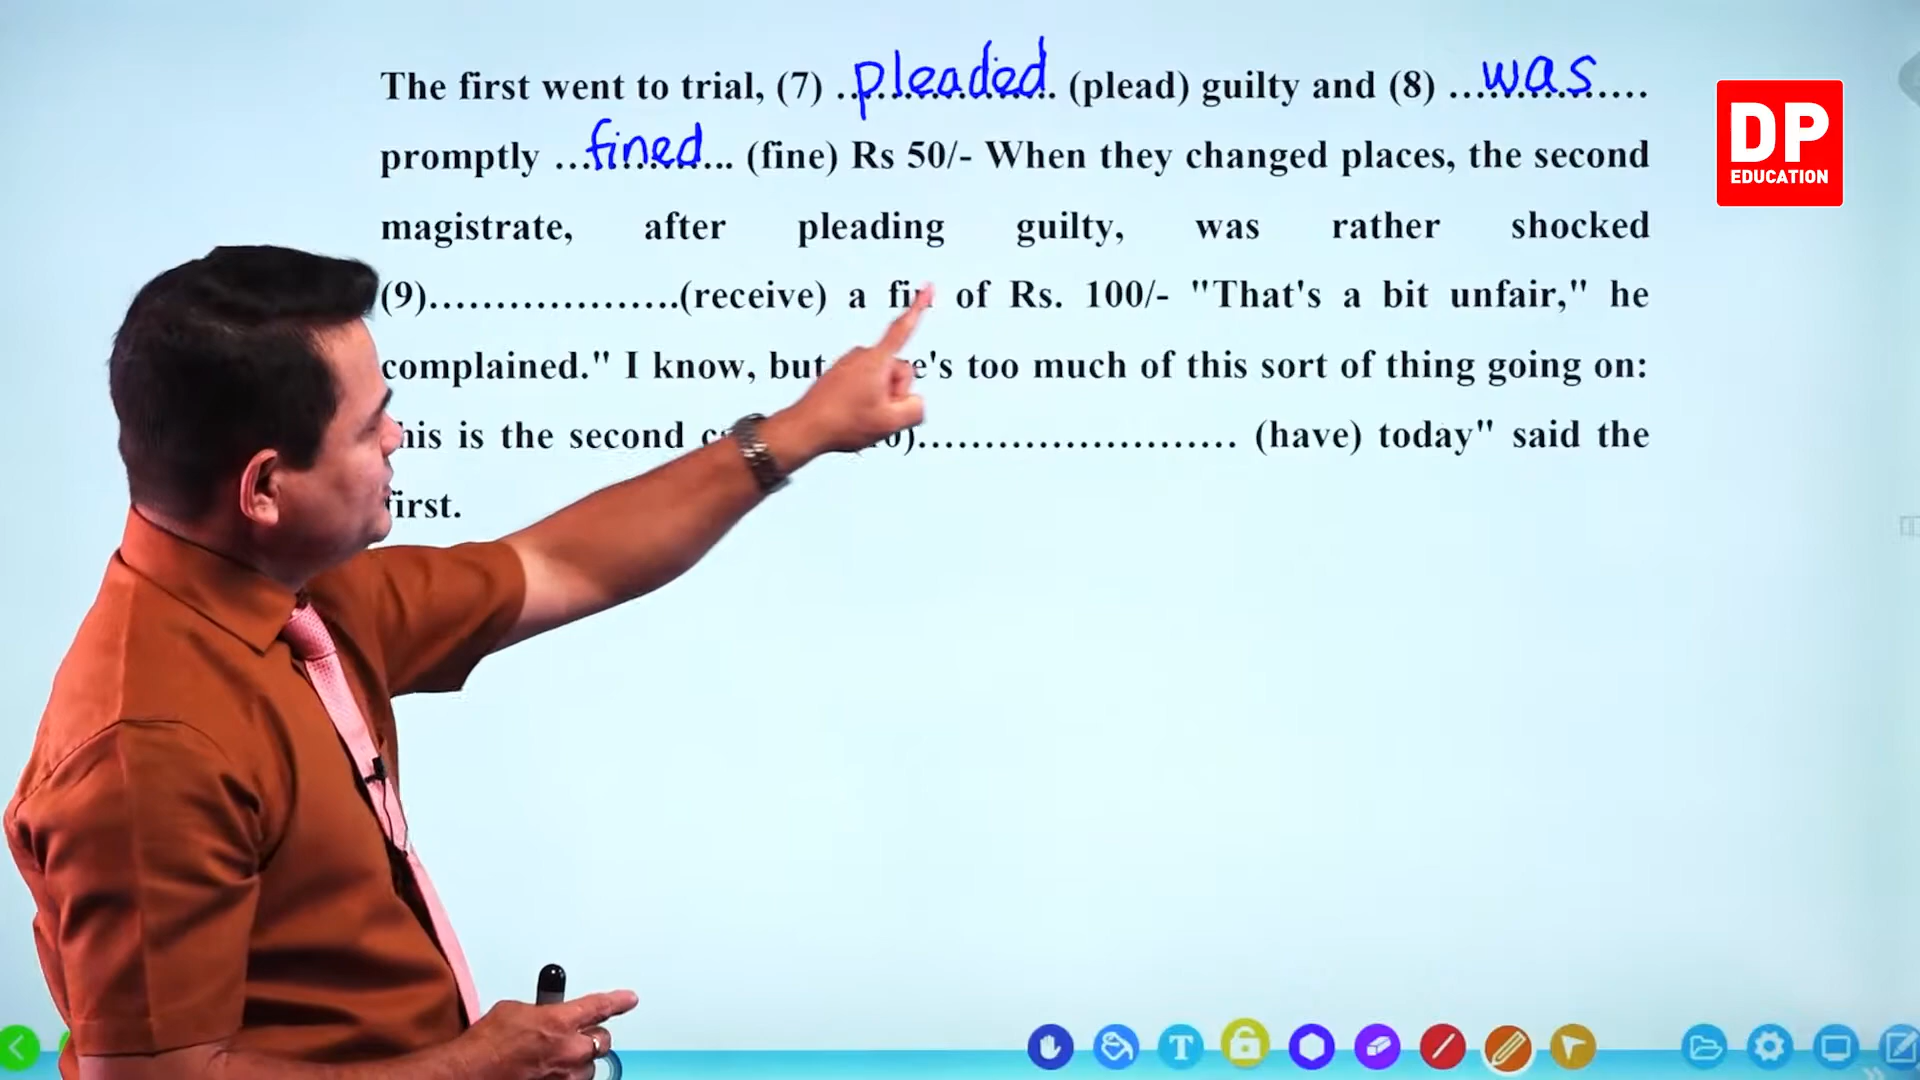 The first went to trial, (7) ...pleaded... (plead) guilty and (8) ...was...
promptly ...fined... (fine) Rs 50/- When they changed places, the second
magistrate, after pleading guilty, was rather shocked
(9)...................(receive) a of Rs. 100/- "That's a bit unfair," he
complained." I know, but too much of this sort of thing going on:
is the second ........................ (have) today" said the
first.
DP
EDUCATION
T